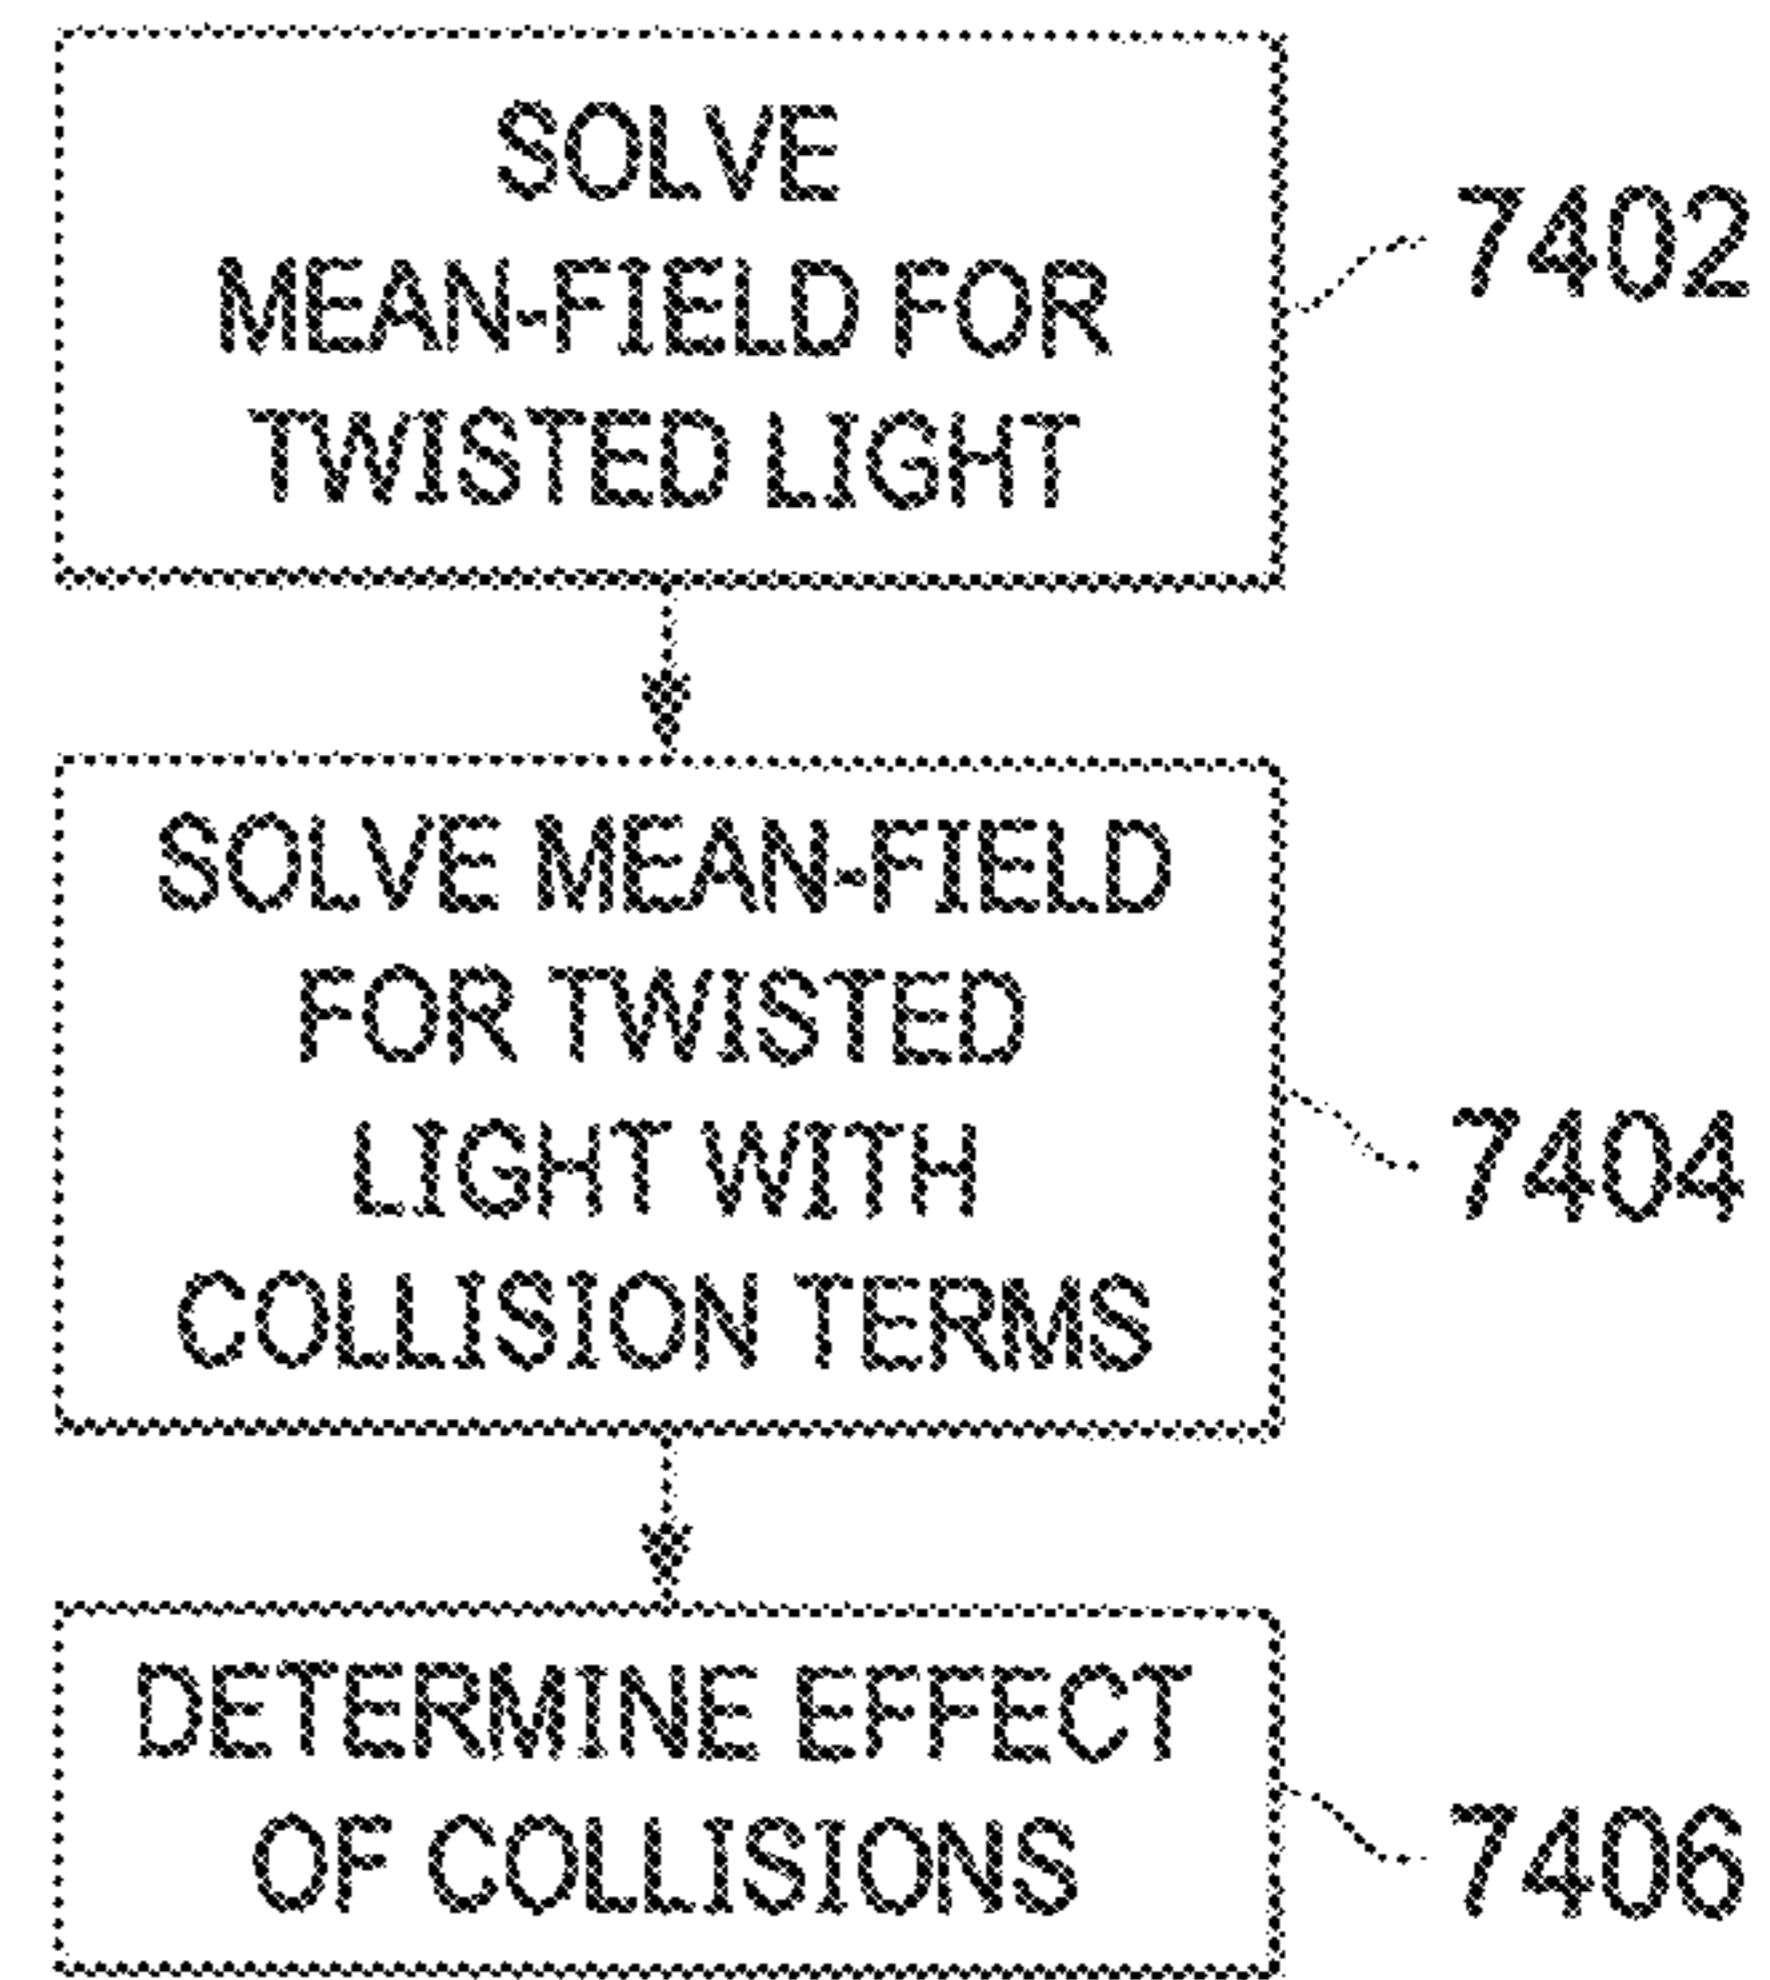 SOLVE
MEAN-FIELD FOR
TWISTED LIGHT
7402
SOLVE MEAN-FIELD
FOR TWISTED
LIGHT WITH
COLLISION TERMS
7404
DETERMINE EFFECT
OF COLLISIONS
7406